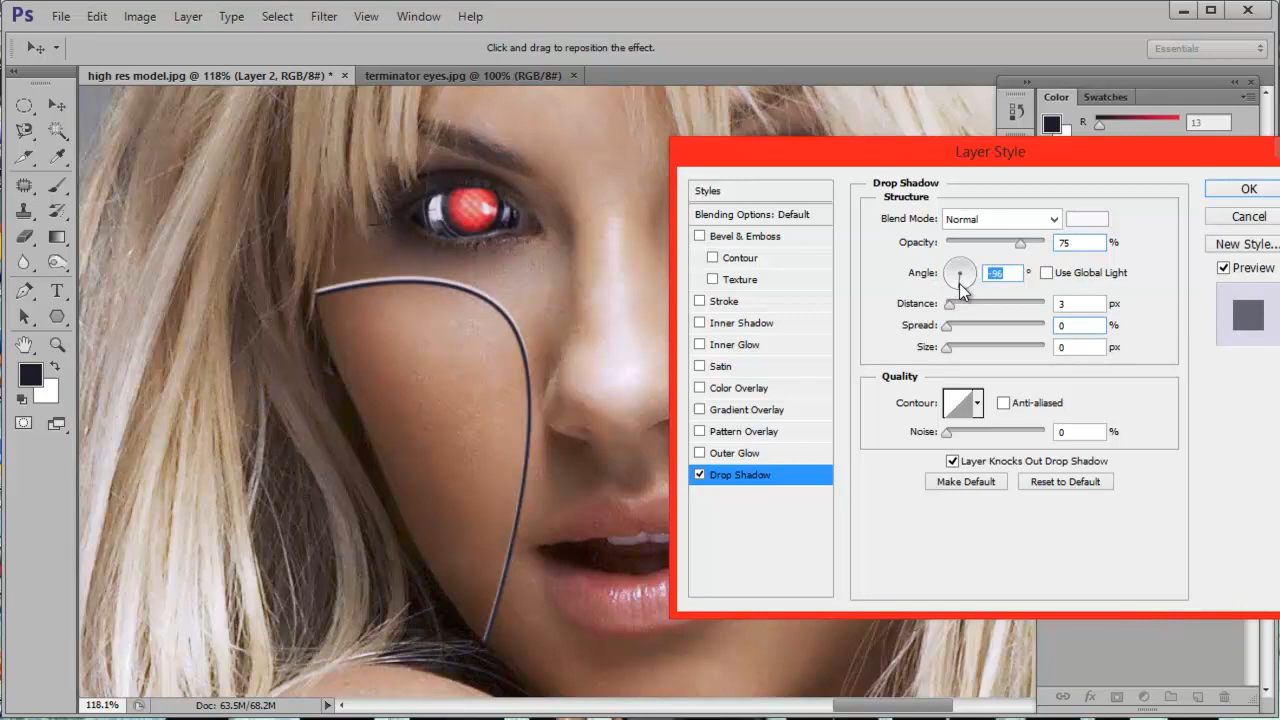 Ps File Edit Image Layer Type Select Filter View Window Help
Click and drag to reposition the effect.
Essentials
high res model.jpg @ 118% (Layer 2, RGB/8#) * ×
terminator eyes.jpg @ 100% (RGB/8#) ×
Color Swatches
R 13
Layer Style
Styles
Blending Options: Default
Bevel & Emboss
Contour
Texture
Stroke
Inner Shadow
Inner Glow
Satin
Color Overlay
Gradient Overlay
Pattern Overlay
Outer Glow
Drop Shadow
Drop Shadow
Structure
Blend Mode: Normal
Opacity: 75 %
Angle: -96 ° Use Global Light
Distance: 3 px
Spread: 0 %
Size: 0 px
Quality
Contour: Anti-aliased
Noise: 0 %
Layer Knocks Out Drop Shadow
Make Default Reset to Default
OK
Cancel
New Style...
Preview
118.1% Doc: 63.5M/68.2M
fx